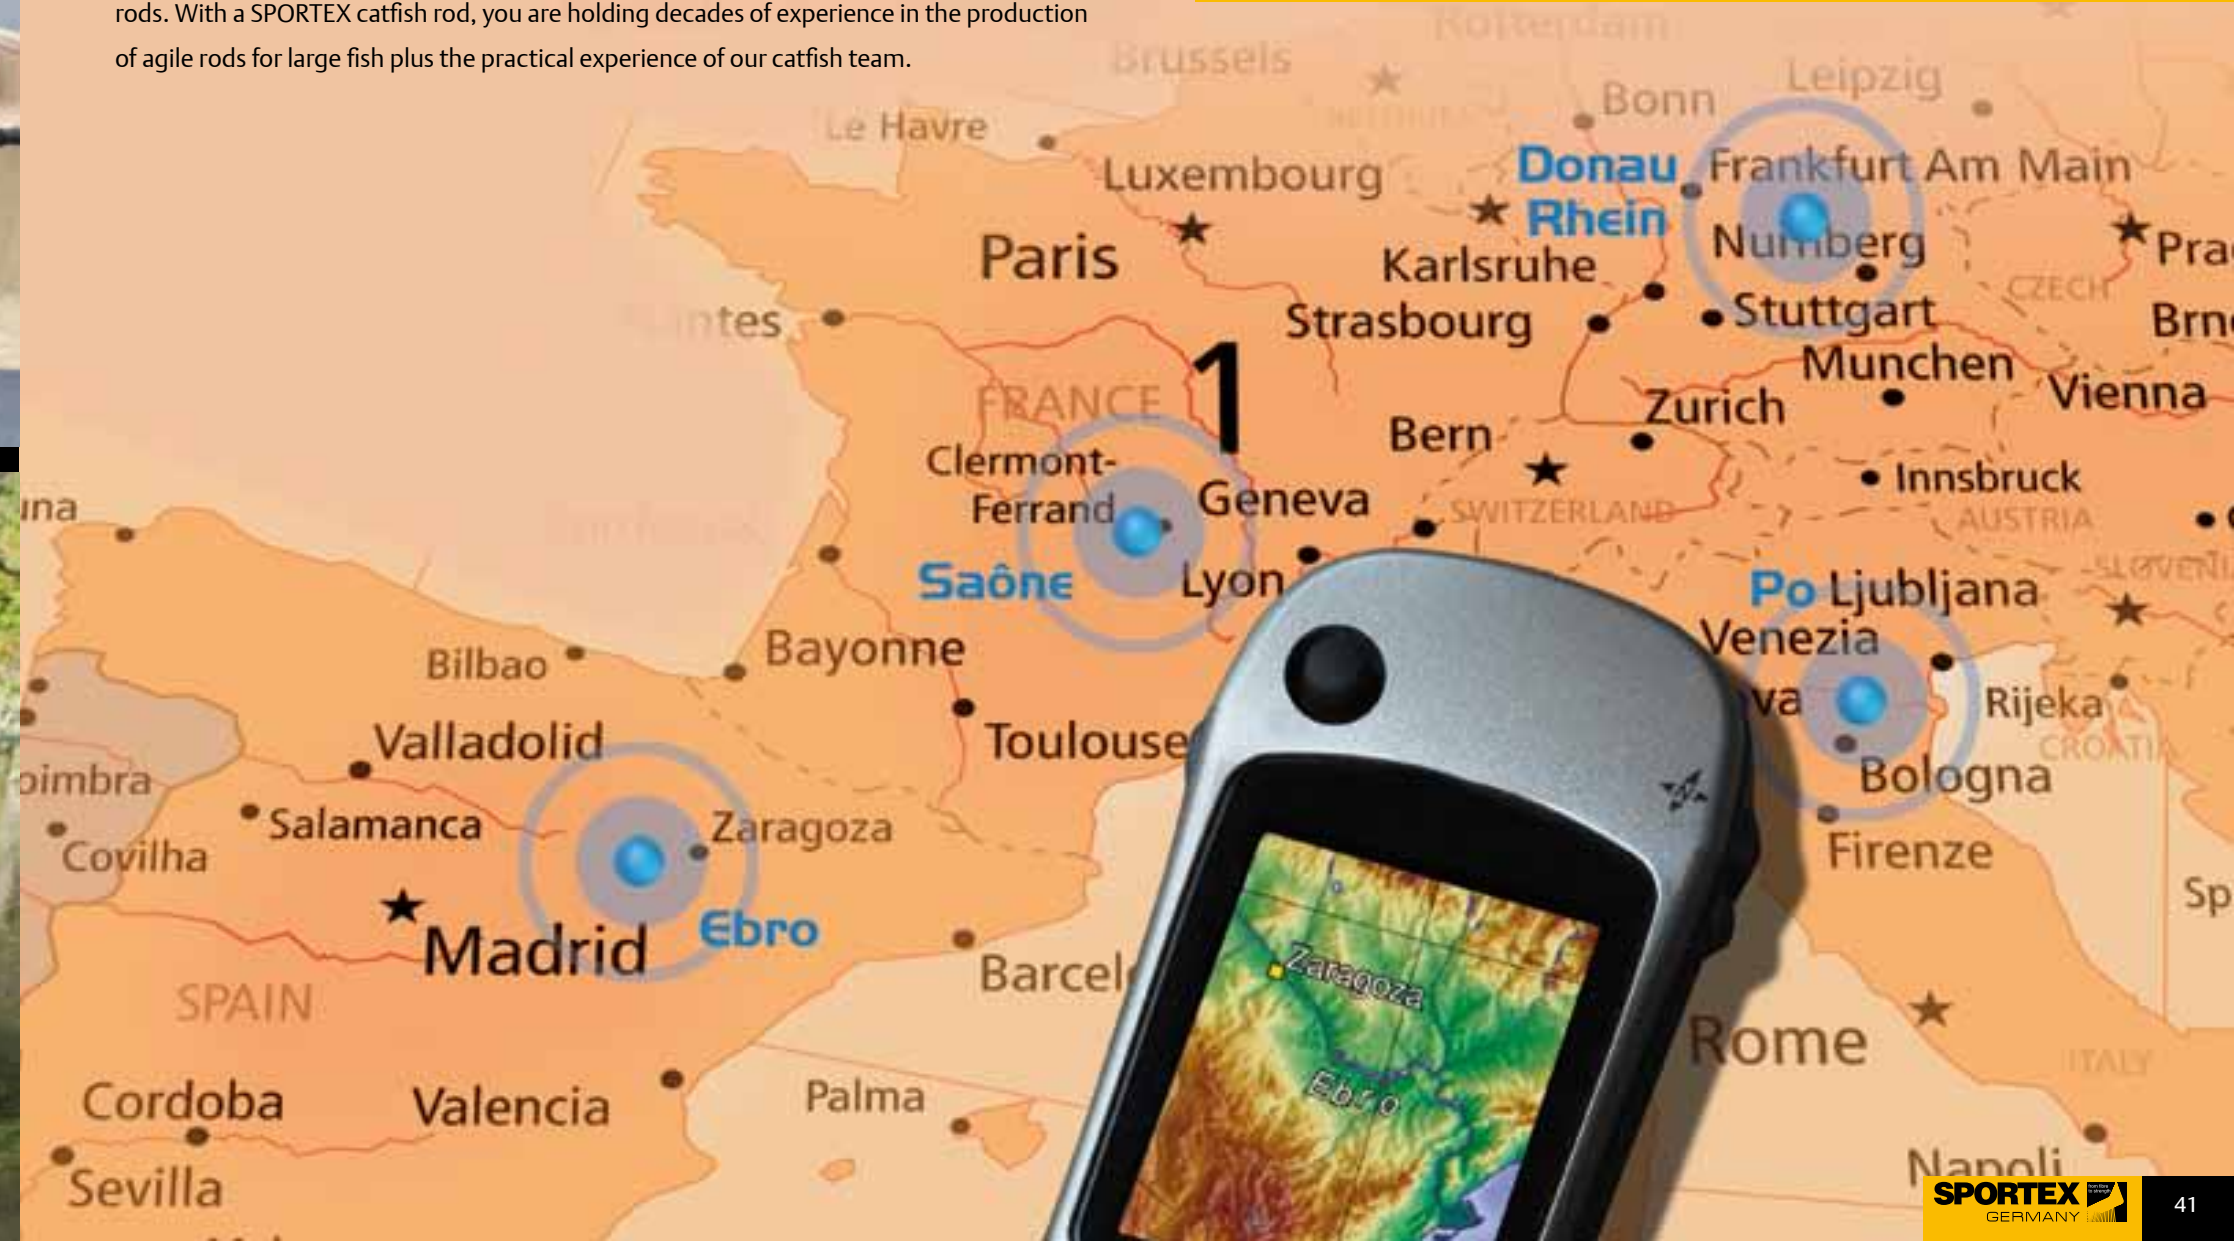 rods. With a SPORTEX catfish rod, you are holding decades of experience in the production
of agile rods for large fish plus the practical experience of our catfish team.
Rotterdam
Brussels
Leipzig
Bonn
Le Havre
Luxembourg
Donau
Rhein
Frankfurt Am Main
Paris
Karlsruhe
Nurnberg
CZECH
Strasbourg
Stuttgart
1
FRANCE
Munchen
Vienna
Zurich
Bern
Clermont-
Ferrand
Geneva
SWITZERLAND
Innsbruck
AUSTRIA
Saône
Lyon
Po
Ljubljana
Venezia
Bilbao
Bayonne
Rijeka
Valladolid
Toulouse
Bologna
Salamanca
Zaragoza
Covilha
Firenze
Madrid
Ebro
SPAIN
Zaragoza
Rome
ITALY
Ebro
Cordoba
Valencia
Palma
Sevilla
Napoli
SPORTEX
GERMANY
41